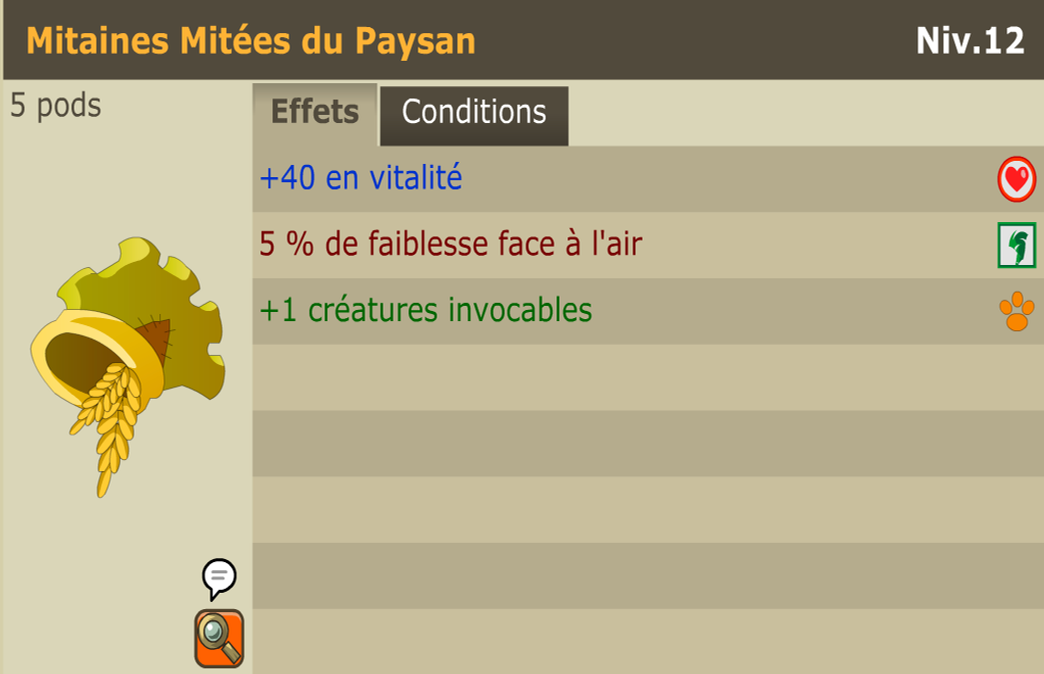 Mitaines Mitées du Paysan
Niv.12
5 pods
Effets
Conditions
+40 en vitalité
5 % de faiblesse face à l'air
+1 créatures invocables